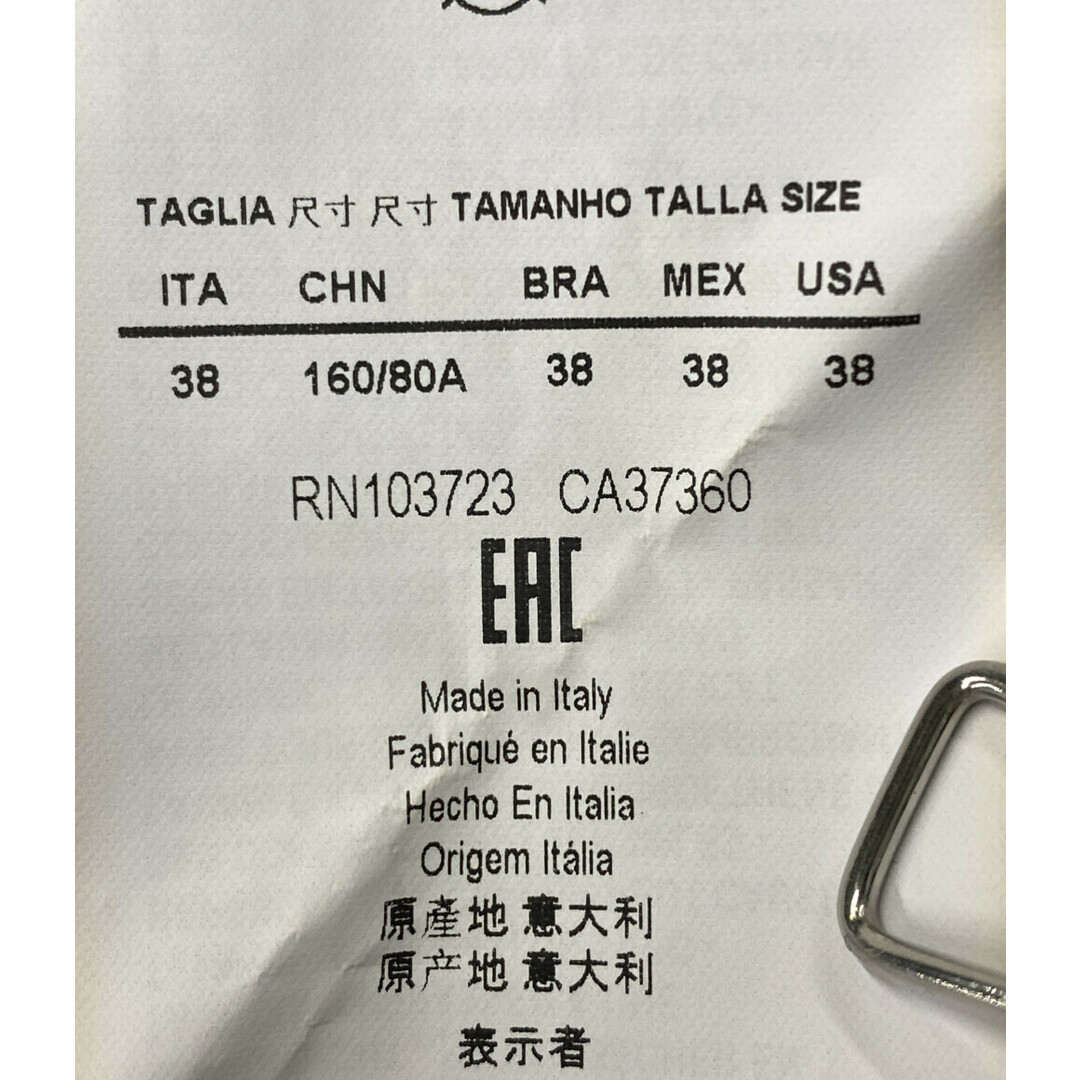 TAGLIA 尺寸 尺寸 TAMANHO TALLA SIZE
ITA CHN BRA MEX USA
38 160/80A 38 38 38
RN103723 CA37360
EAC
Made in Italy
Fabriqué en Italie
Hecho En Italia
Origem Itália
原產地 意大利
原产地 意大利
表示者